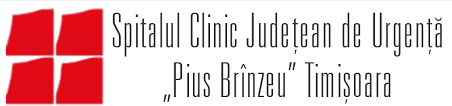 Spitalul Clinic Județean de Urgență
„Pius Brînzeu” Timișoara